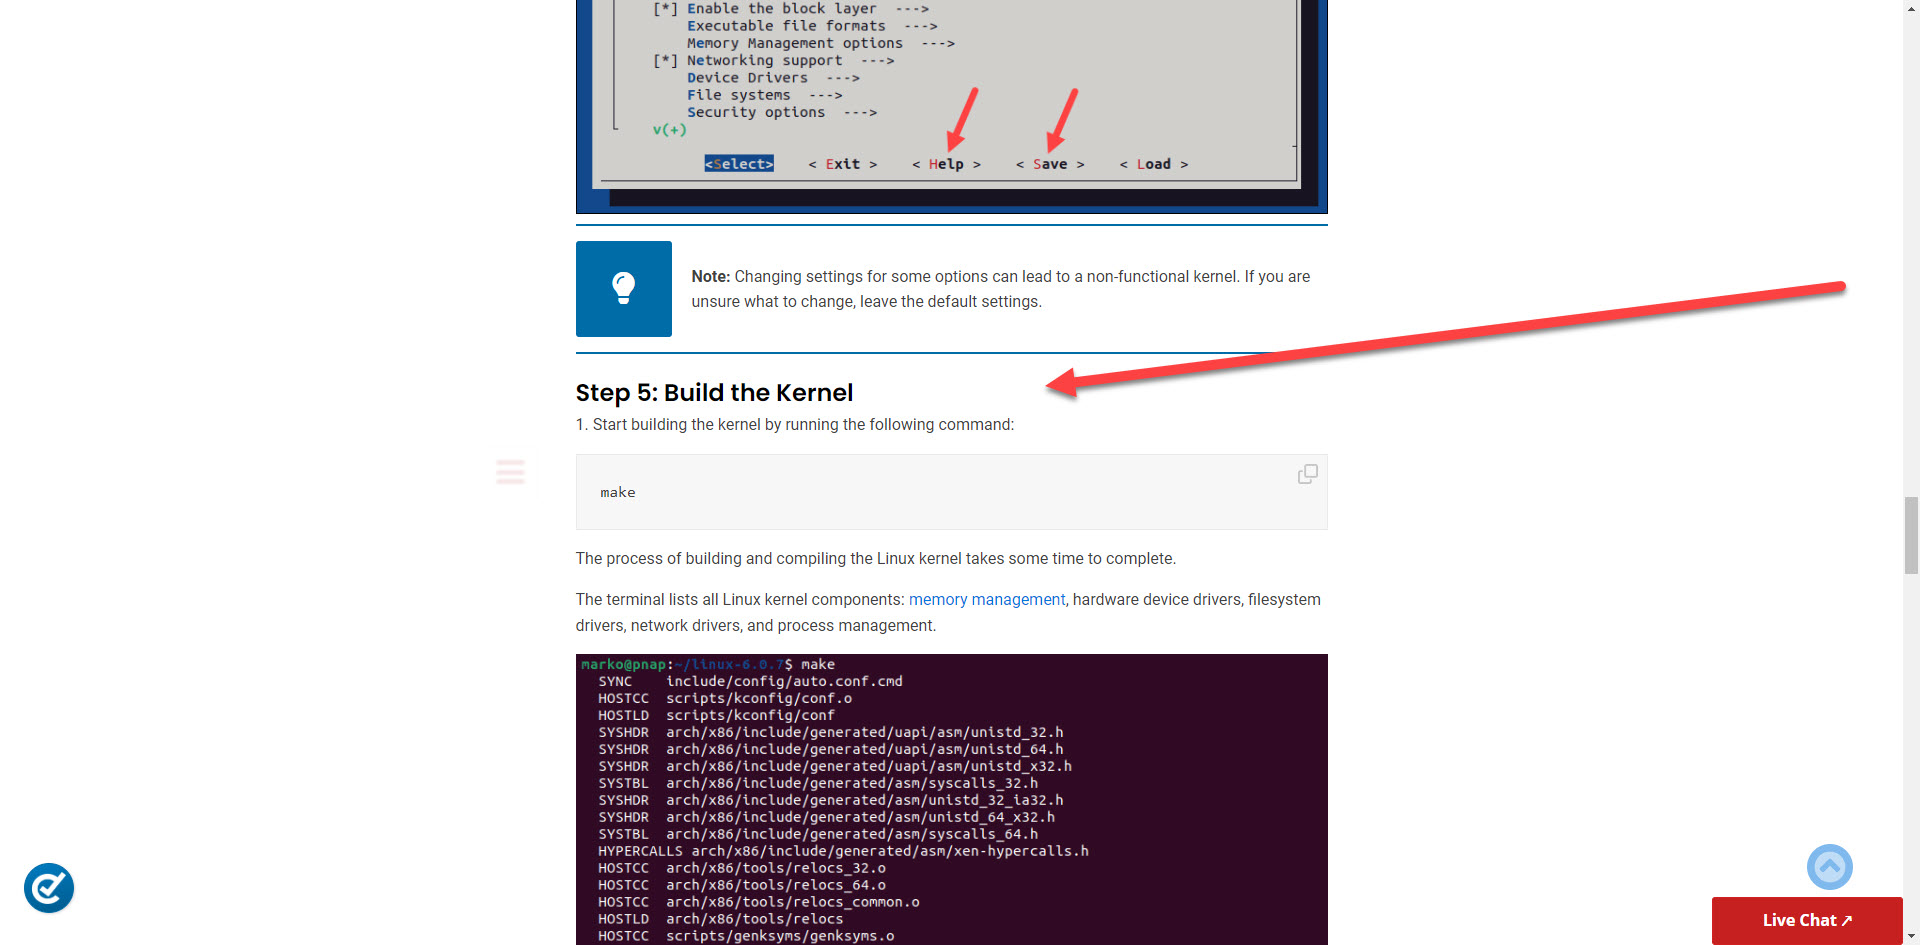 [*] Enable the block layer  --->
Executable file formats  --->
Memory Management options  --->
[*] Networking support  --->
Device Drivers  --->
File systems  --->
Security options  --->
v(+)
<Select>    < Exit >    < Help >    < Save >    < Load >
Note: Changing settings for some options can lead to a non-functional kernel. If you are
unsure what to change, leave the default settings.
Step 5: Build the Kernel
1. Start building the kernel by running the following command:
make
The process of building and compiling the Linux kernel takes some time to complete.
The terminal lists all Linux kernel components: memory management, hardware device drivers, filesystem
drivers, network drivers, and process management.
marko@pnap:~/linux-6.0.7$ make
SYNC    include/config/auto.conf.cmd
HOSTCC  scripts/kconfig/conf.o
HOSTLD  scripts/kconfig/conf
SYSHDR  arch/x86/include/generated/uapi/asm/unistd_32.h
SYSHDR  arch/x86/include/generated/uapi/asm/unistd_64.h
SYSHDR  arch/x86/include/generated/uapi/asm/unistd_x32.h
SYSTBL  arch/x86/include/generated/asm/syscalls_32.h
SYSHDR  arch/x86/include/generated/asm/unistd_32_ia32.h
SYSHDR  arch/x86/include/generated/asm/unistd_64_x32.h
SYSTBL  arch/x86/include/generated/asm/syscalls_64.h
HYPERCALLS arch/x86/include/generated/asm/xen-hypercalls.h
HOSTCC  arch/x86/tools/relocs_32.o
HOSTCC  arch/x86/tools/relocs_64.o
HOSTCC  arch/x86/tools/relocs_common.o
HOSTLD  arch/x86/tools/relocs
HOSTCC  scripts/genksyms/genksyms.o
Live Chat ↗